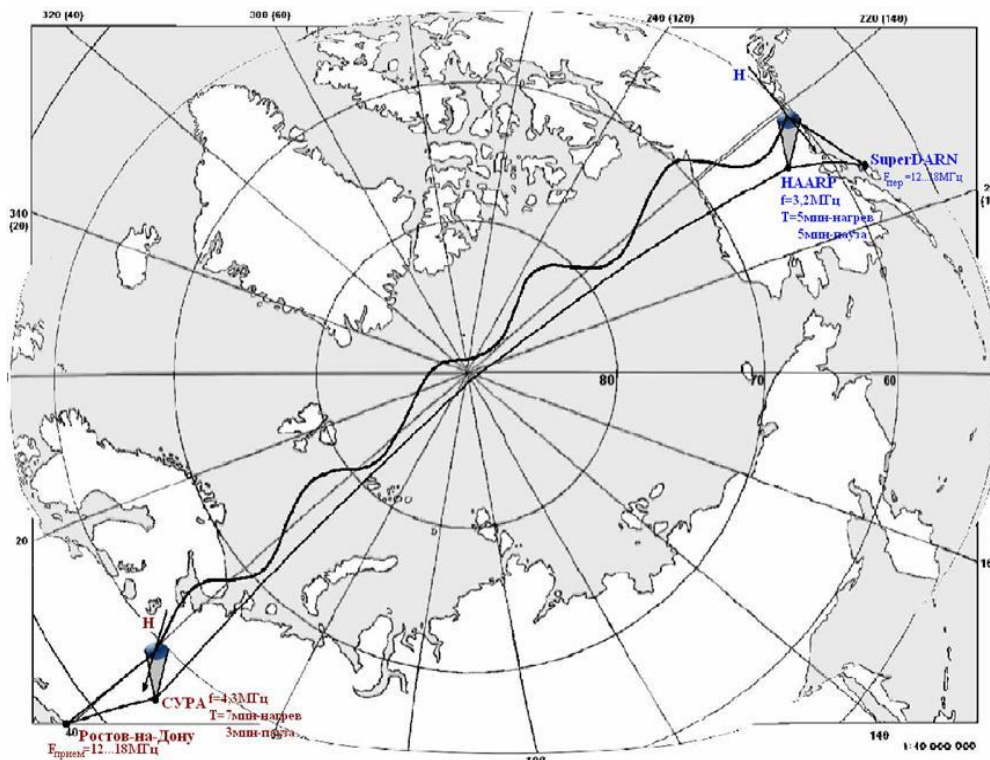 320 (40)
300 (60)
240 (120)
220 (140)
H
SuperDARN
Fпер=12...18МГц
HAARP
f=3,2МГц
T=5мин-нагрев
5мин-пауза
340
(20)
80
70
60
20
H
СУРА
f=4,3МГц
T=7мин-нагрев
3мин-пауза
40
Ростов-на-Дону
Fприем=12...18МГц
140
1:40 000 000